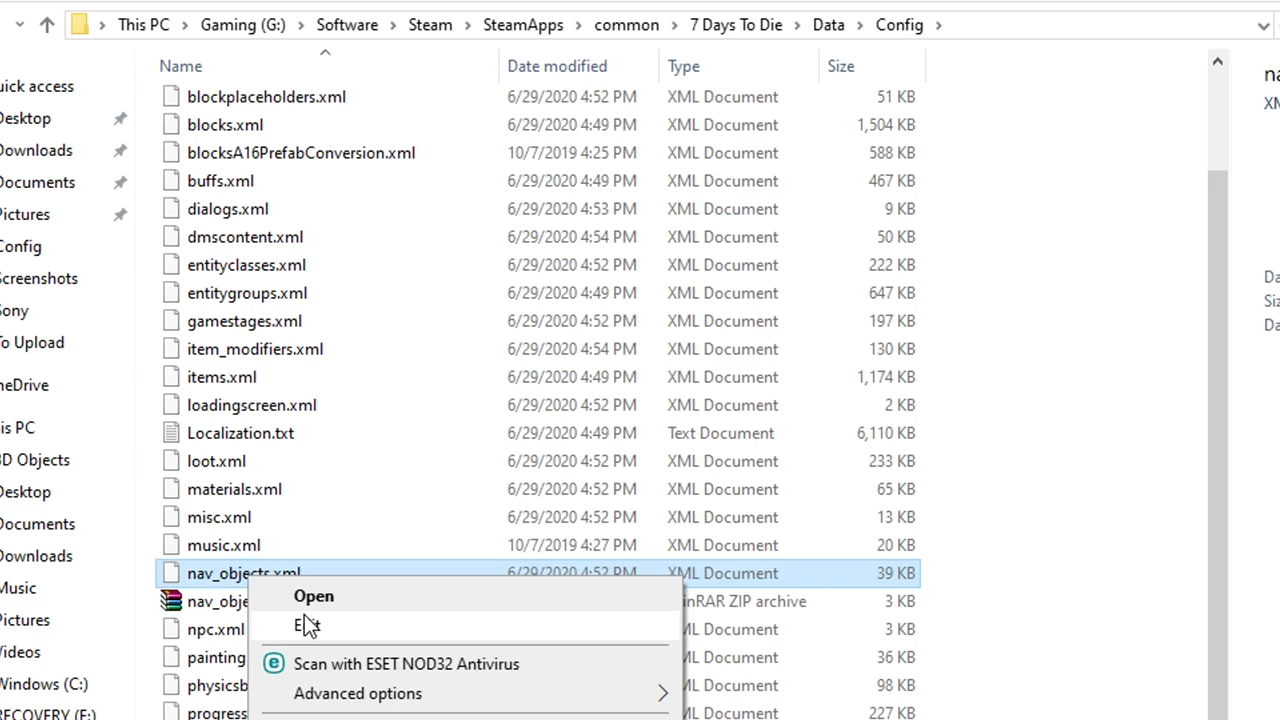 This PC > Gaming (G:) > Software > Steam > SteamApps > common > 7 Days To Die > Data > Config >
Name Date modified Type Size
uick access
Desktop
Downloads
Documents
Pictures
Config
Screenshots
Sony
To Upload
neDrive
is PC
3D Objects
Desktop
Documents
Downloads
Music
Pictures
Videos
Windows (C:)
RECOVERY (E:)
blockplaceholders.xml 6/29/2020 4:52 PM XML Document 51 KB
blocks.xml 6/29/2020 4:49 PM XML Document 1,504 KB
blocksA16PrefabConversion.xml 10/7/2019 4:25 PM XML Document 588 KB
buffs.xml 6/29/2020 4:49 PM XML Document 467 KB
dialogs.xml 6/29/2020 4:53 PM XML Document 9 KB
dmscontent.xml 6/29/2020 4:54 PM XML Document 50 KB
entityclasses.xml 6/29/2020 4:52 PM XML Document 222 KB
entitygroups.xml 6/29/2020 4:49 PM XML Document 647 KB
gamestages.xml 6/29/2020 4:52 PM XML Document 197 KB
item_modifiers.xml 6/29/2020 4:54 PM XML Document 130 KB
items.xml 6/29/2020 4:49 PM XML Document 1,174 KB
loadingscreen.xml 6/29/2020 4:52 PM XML Document 2 KB
Localization.txt 6/29/2020 4:49 PM Text Document 6,110 KB
loot.xml 6/29/2020 4:52 PM XML Document 233 KB
materials.xml 6/29/2020 4:52 PM XML Document 65 KB
misc.xml 6/29/2020 4:52 PM XML Document 13 KB
music.xml 10/7/2019 4:27 PM XML Document 20 KB
nav_objects.xml 6/29/2020 4:52 PM XML Document 39 KB
nav_obje inRAR ZIP archive 3 KB
npc.xml ML Document 3 KB
painting ML Document 36 KB
physicsb ML Document 98 KB
progress ML Document 227 KB
Open
Scan with ESET NOD32 Antivirus
Advanced options
na
XM
Da
Siz
Da